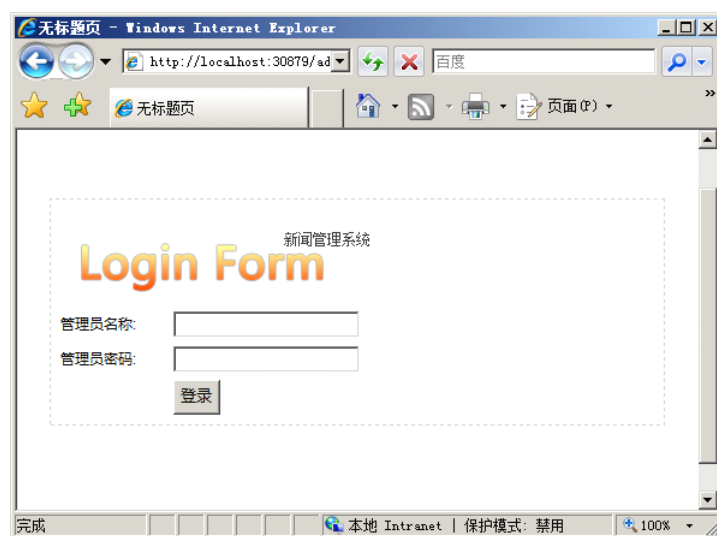 无标题页 - Windows Internet Explorer
http://localhost:30879/ad
百度
无标题页
页面(P)
»
新闻管理系统
Login Form
管理员名称:
管理员密码:
登录
完成
本地 Intranet | 保护模式: 禁用
100%